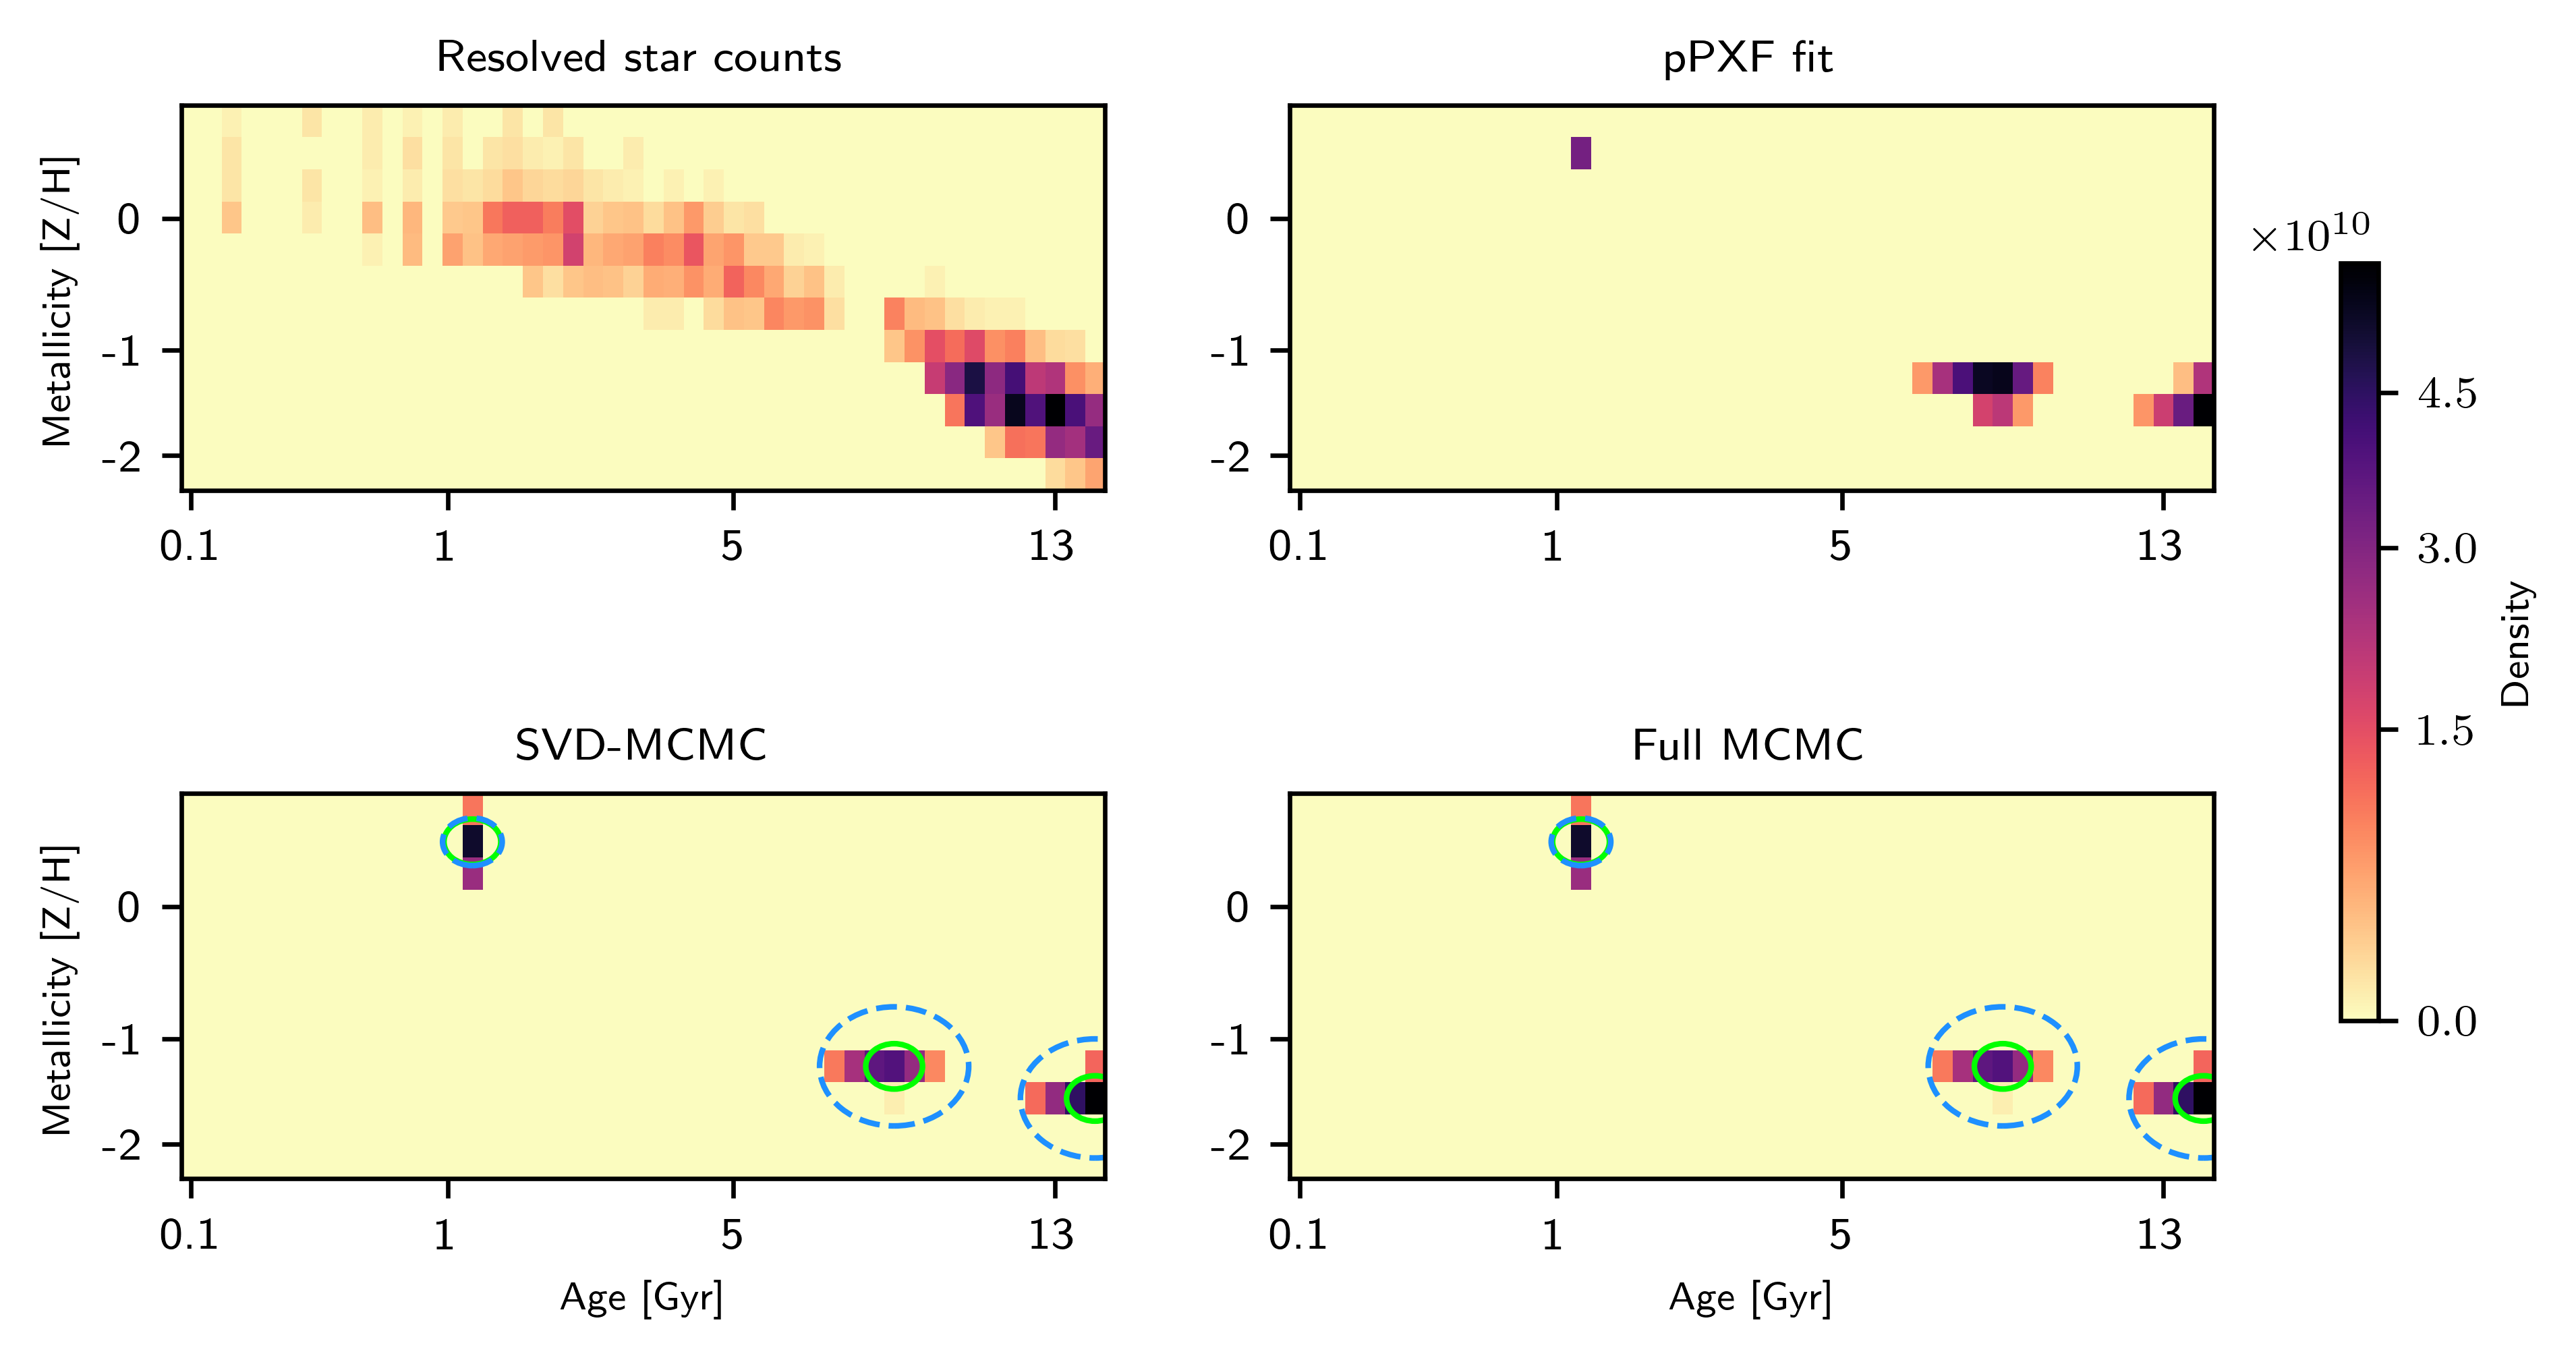 Resolved star counts
pPXF fit
Metallicity [Z/H]
0
-1
-2
0.1 1 5 13
0
-1
-2
0.1 1 5 13
×10¹⁰
4.5
3.0
1.5
0.0
Density
SVD-MCMC
Full MCMC
Metallicity [Z/H]
0
-1
-2
0.1 1 5 13
Age [Gyr]
0
-1
-2
0.1 1 5 13
Age [Gyr]